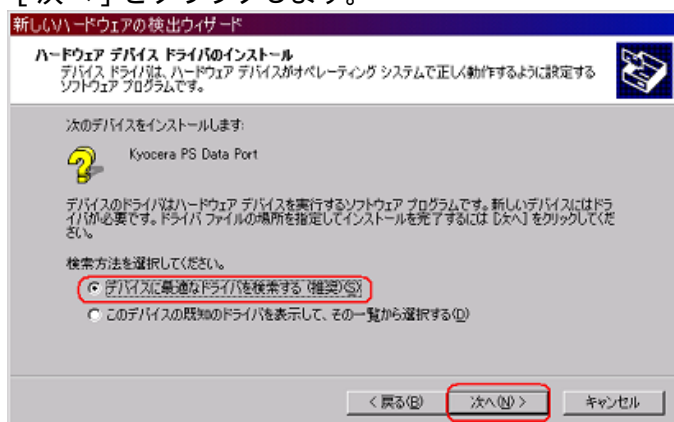 [次へ]をクリックします。
新しいハードウェアの検出ウィザード
ハードウェア デバイス ドライバのインストール
デバイス ドライバは、ハードウェア デバイスがオペレーティング システムで正しく動作するように設定する
ソフトウェア プログラムです。
次のデバイスをインストールします:
Kyocera PS Data Port
デバイスのドライバはハードウェア デバイスを実行するソフトウェア プログラムです。新しいデバイスにはドラ
イバが必要です。ドライバ ファイルの場所を指定してインストールを完了するには [次へ] をクリックしてくだ
さい。
検索方法を選択してください。
デバイスに最適なドライバを検索する (推奨)(S)
このデバイスの既知のドライバを表示して、その一覧から選択する(D)
< 戻る(B)
次へ(N) >
キャンセル